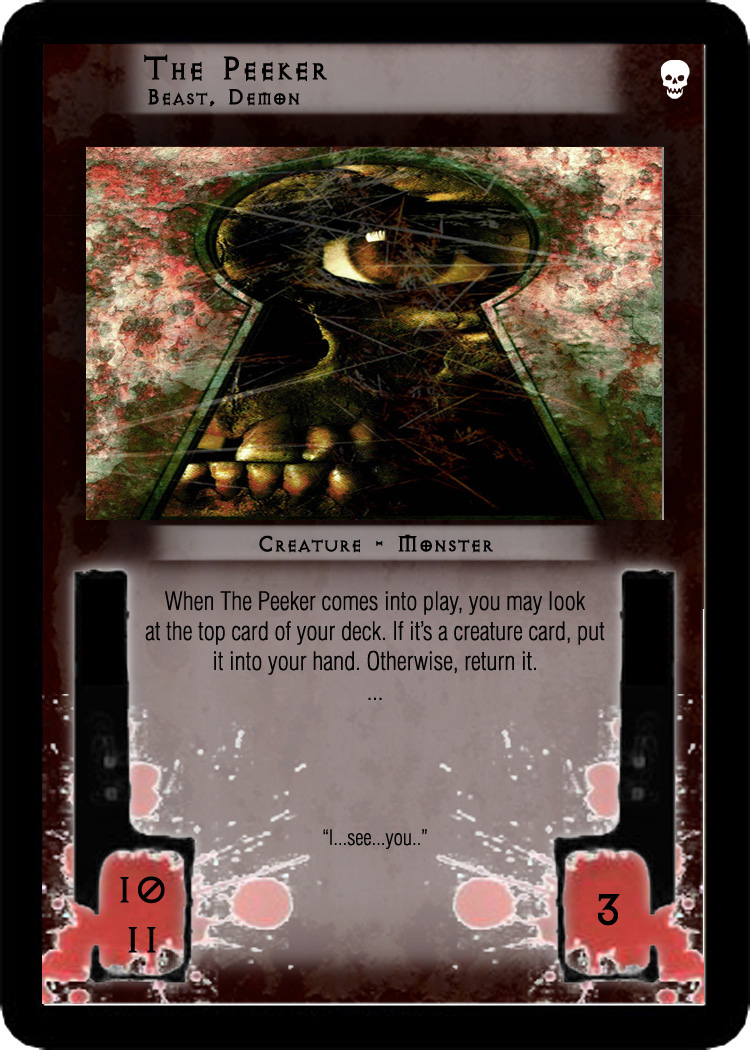 The Peeker
Beast, Demon
Creature - Monster
When The Peeker comes into play, you may look
at the top card of your deck. If it's a creature card, put
it into your hand. Otherwise, return it.
...
“I...see...you..”
10
11
3